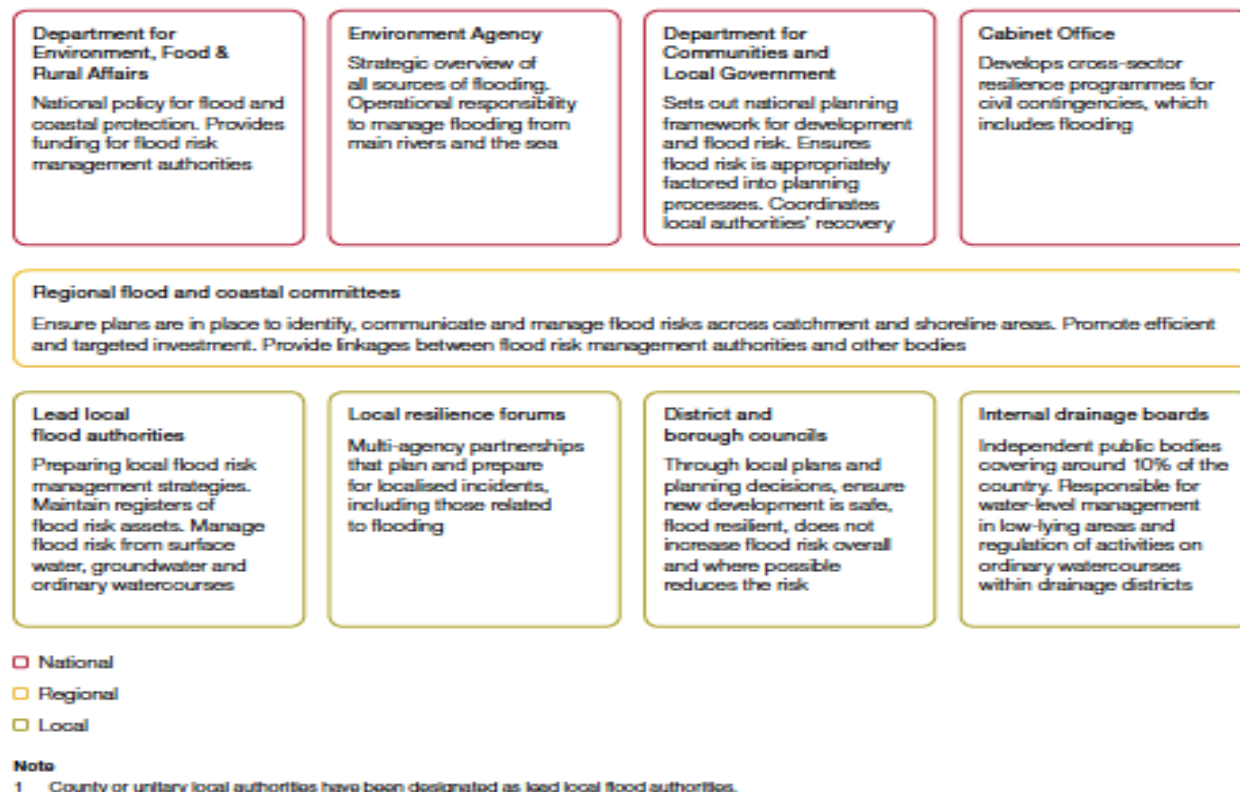 Department for
Environment, Food &
Rural Affairs
National policy for flood and
coastal protection. Provides
funding for flood risk
management authorities
Environment Agency
Strategic overview of
all sources of flooding.
Operational responsibility
to manage flooding from
main rivers and the sea
Department for
Communities and
Local Government
Sets out national planning
framework for development
and flood risk. Ensures
flood risk is appropriately
factored into planning
processes. Coordinates
local authorities' recovery
Cabinet Office
Develops cross-sector
resilience programmes for
civil contingencies, which
includes flooding
Regional flood and coastal committees
Ensure plans are in place to identify, communicate and manage flood risks across catchment and shoreline areas. Promote efficient
and targeted investment. Provide linkages between flood risk management authorities and other bodies
Lead local
flood authorities
Preparing local flood risk
management strategies.
Maintain registers of
flood risk assets. Manage
flood risk from surface
water, groundwater and
ordinary watercourses
Local resilience forums
Multi-agency partnerships
that plan and prepare
for localised incidents,
including those related
to flooding
District and
borough councils
Through local plans and
planning decisions, ensure
new development is safe,
flood resilient, does not
increase flood risk overall
and where possible
reduces the risk
Internal drainage boards
Independent public bodies
covering around 10% of the
country. Responsible for
water-level management
in low-lying areas and
regulation of activities on
ordinary watercourses
within drainage districts
National
Regional
Local
Note
1 County or unitary local authorities have been designated as lead local flood authorities.